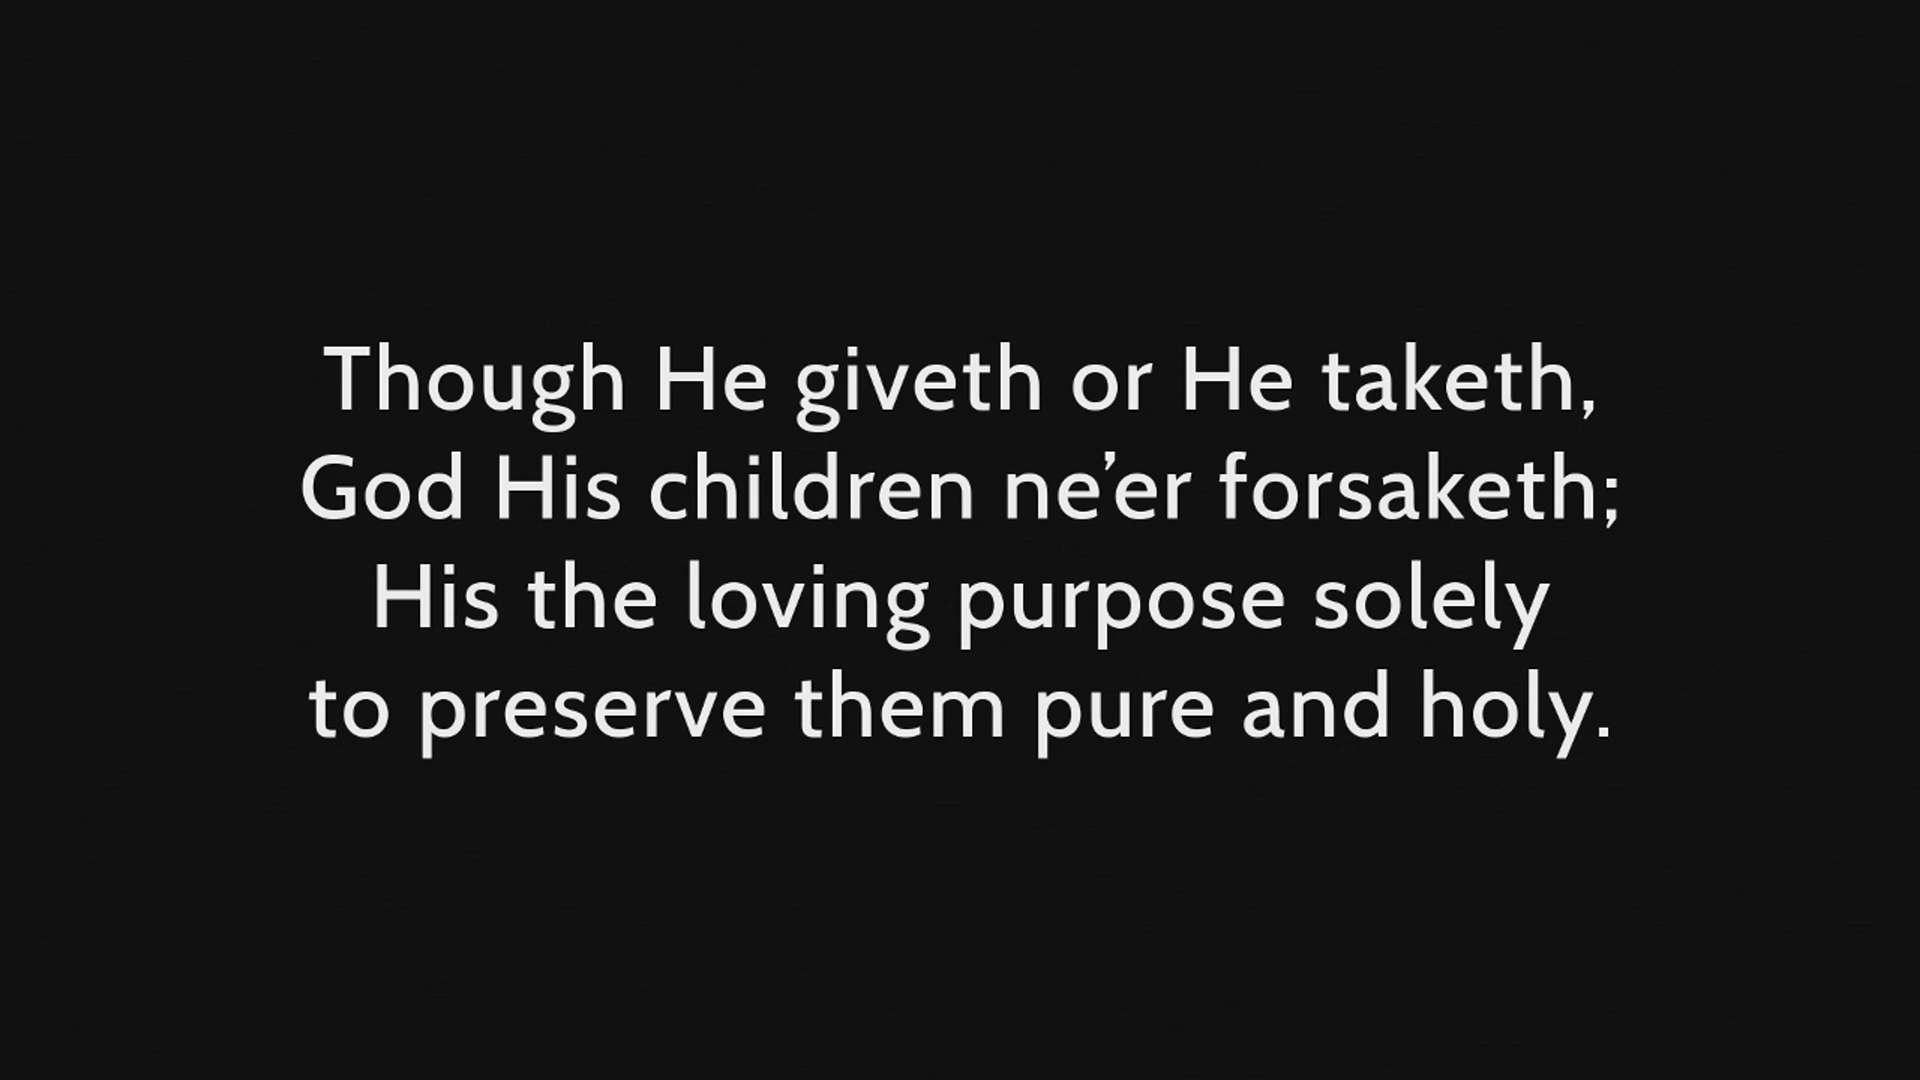 Though He giveth or He taketh,
God His children ne’er forsaketh;
His the loving purpose solely
to preserve them pure and holy.